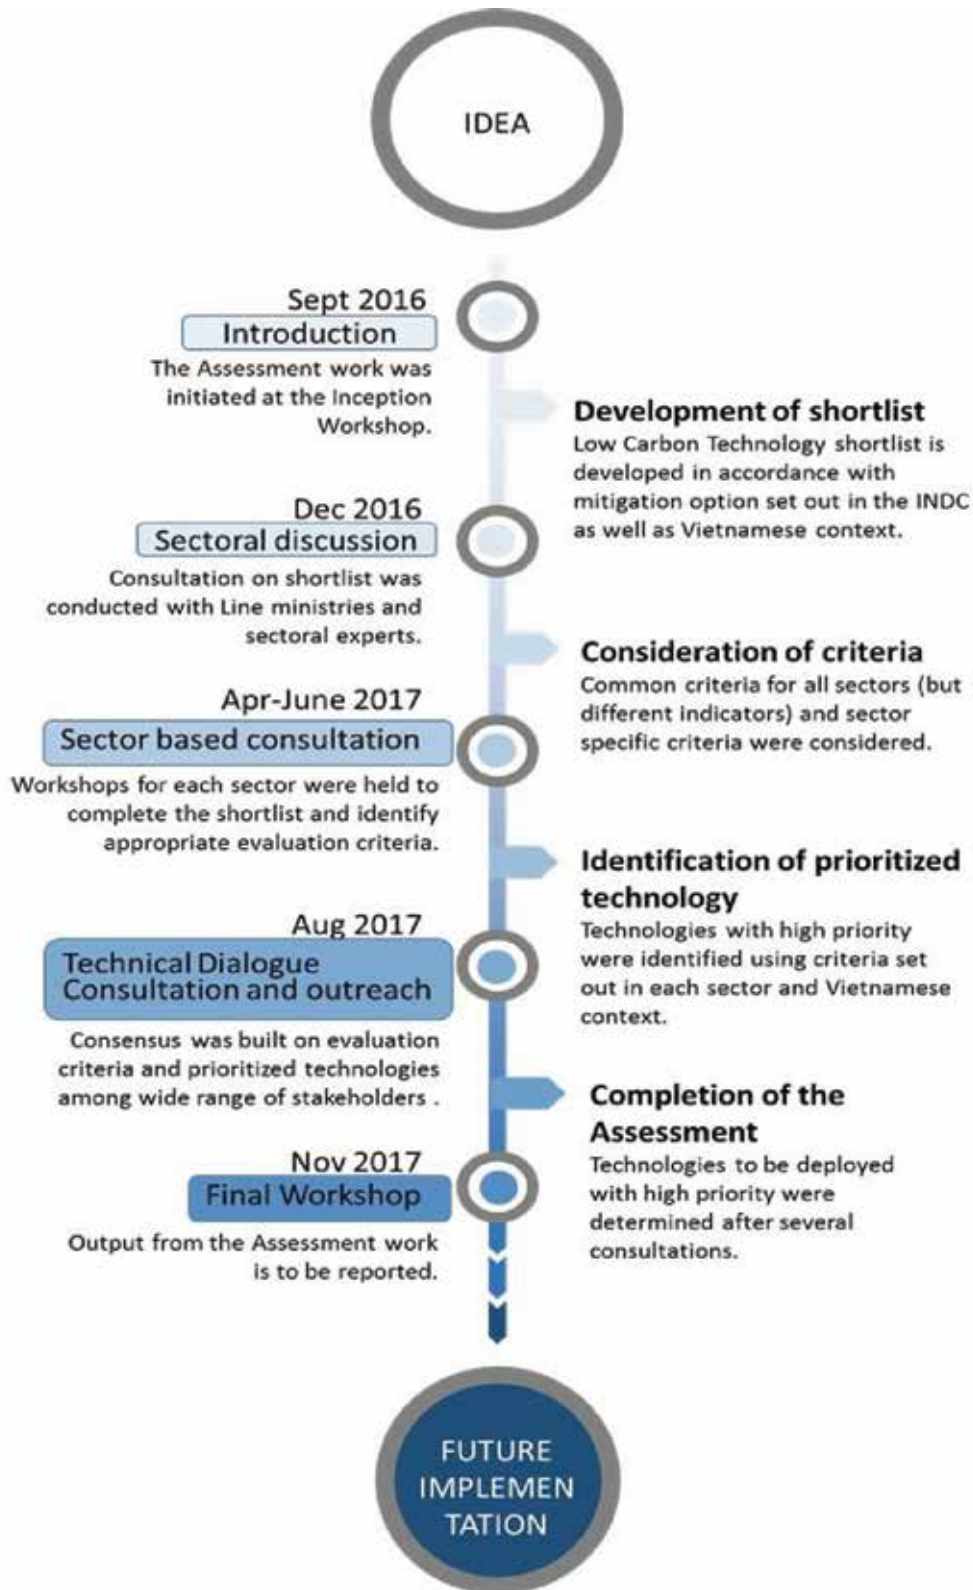 IDEA
Sept 2016
Introduction
The Assessment work was
initiated at the Inception
Workshop.
Development of shortlist
Low Carbon Technology shortlist is
developed in accordance with
mitigation option set out in the INDC
as well as Vietnamese context.
Dec 2016
Sectoral discussion
Consultation on shortlist was
conducted with Line ministries and
sectoral experts.
Consideration of criteria
Common criteria for all sectors (but
different indicators) and sector
specific criteria were considered.
Apr-June 2017
Sector based consultation
Workshops for each sector were held to
complete the shortlist and identify
appropriate evaluation criteria.
Identification of prioritized
technology
Technologies with high priority
were identified using criteria set
out in each sector and Vietnamese
context.
Aug 2017
Technical Dialogue
Consultation and outreach
Consensus was built on evaluation
criteria and prioritized technologies
among wide range of stakeholders .
Completion of the
Assessment
Technologies to be deployed
with high priority were
determined after several
consultations.
Nov 2017
Final Workshop
Output from the Assessment work
is to be reported.
FUTURE
IMPLEMEN
TATION